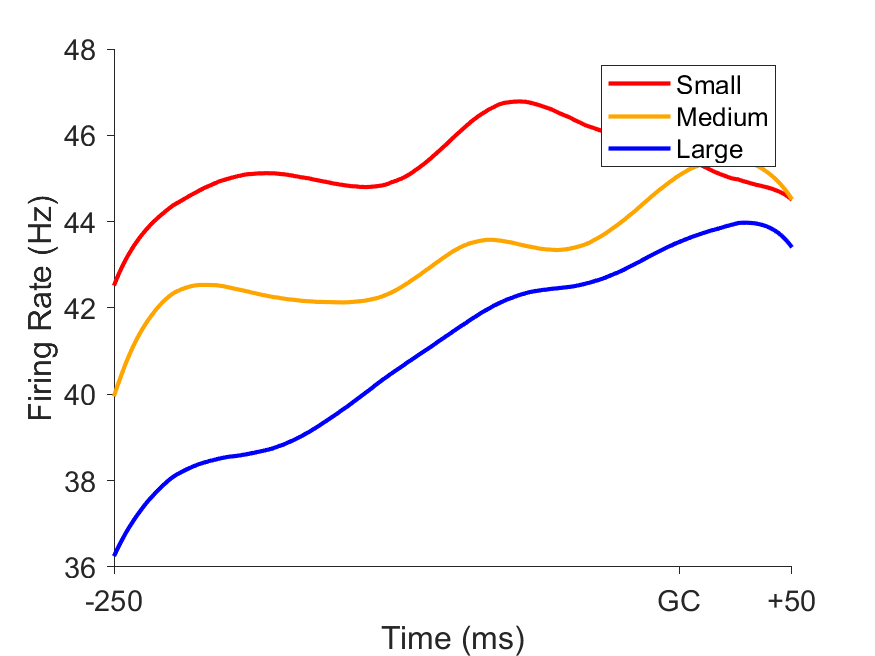 48
46
44
42
40
38
36
Firing Rate (Hz)
Small
Medium
Large
-250
GC
+50
Time (ms)